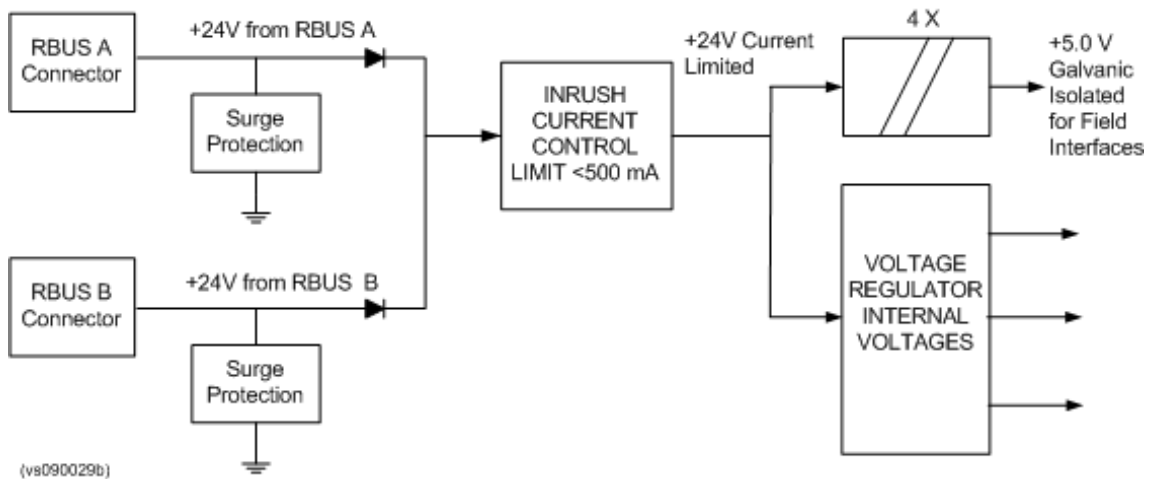 RBUS A
Connector
+24V from RBUS A
Surge
Protection
RBUS B
Connector
+24V from RBUS B
Surge
Protection
INRUSH
CURRENT
CONTROL
LIMIT <500 mA
+24V Current
Limited
4 X
+5.0 V
Galvanic
Isolated
for Field
Interfaces
VOLTAGE
REGULATOR
INTERNAL
VOLTAGES
(vs090029b)